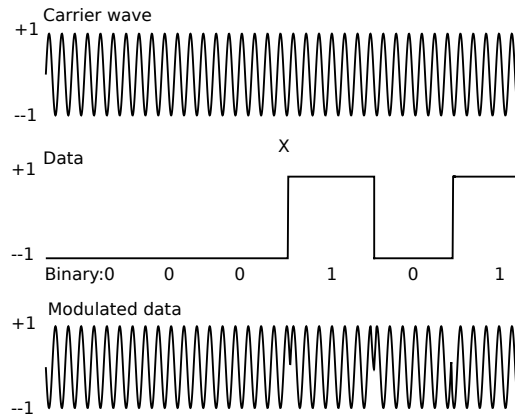 Carrier wave
+1
--1
X
Data
+1
--1
Binary:0 0 0 1 0 1
Modulated data
+1
--1